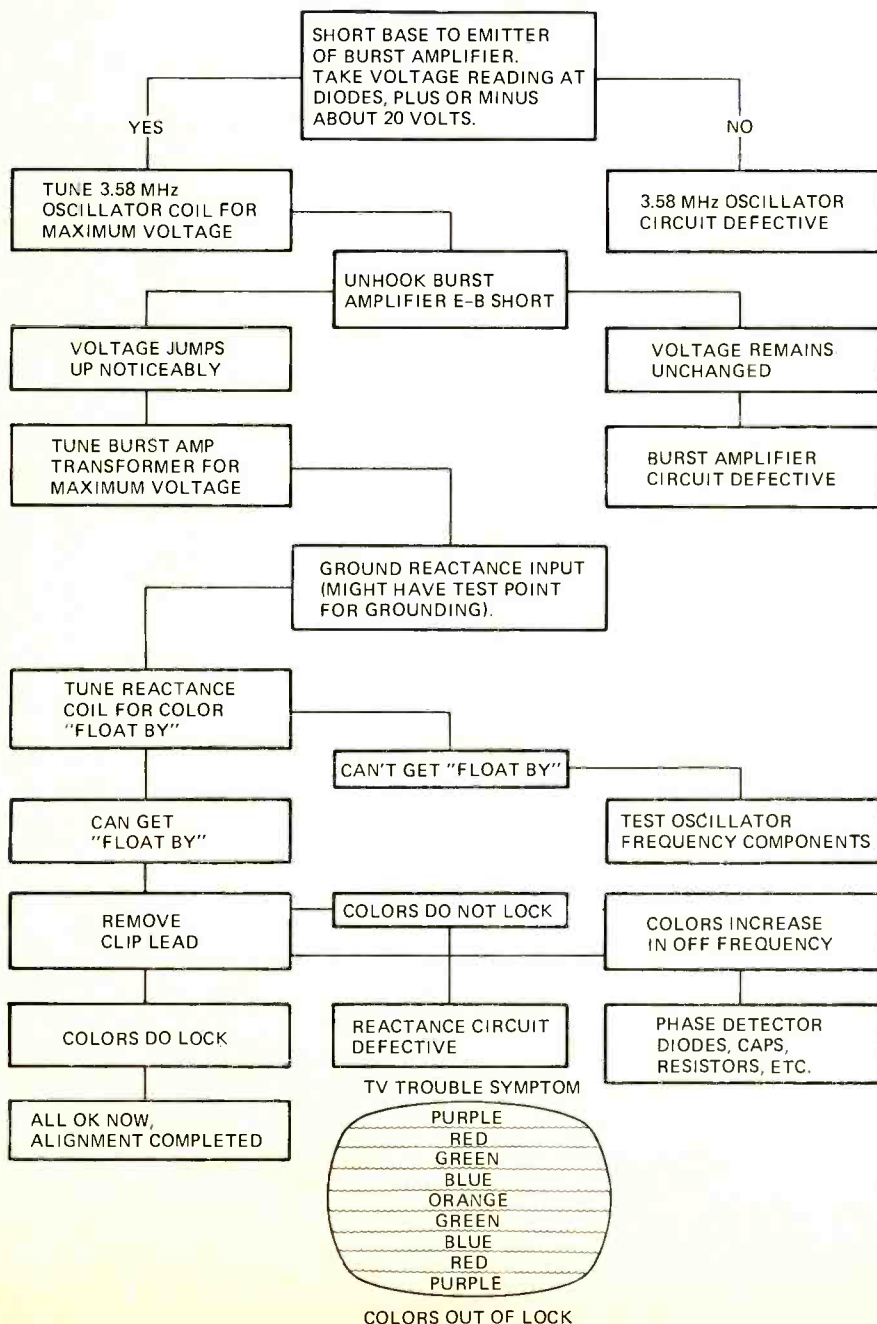 SHORT BASE TO EMITTER
OF BURST AMPLIFIER.
TAKE VOLTAGE READING AT
DIODES, PLUS OR MINUS
ABOUT 20 VOLTS.
YES
NO
TUNE 3.58 MHz
OSCILLATOR COIL FOR
MAXIMUM VOLTAGE
3.58 MHz OSCILLATOR
CIRCUIT DEFECTIVE
UNHOOK BURST
AMPLIFIER E-B SHORT
VOLTAGE JUMPS
UP NOTICEABLY
VOLTAGE REMAINS
UNCHANGED
TUNE BURST AMP
TRANSFORMER FOR
MAXIMUM VOLTAGE
BURST AMPLIFIER
CIRCUIT DEFECTIVE
GROUND REACTANCE INPUT
(MIGHT HAVE TEST POINT
FOR GROUNDING).
TUNE REACTANCE
COIL FOR COLOR
"FLOAT BY"
CAN'T GET "FLOAT BY"
CAN GET
"FLOAT BY"
TEST OSCILLATOR
FREQUENCY COMPONENTS
REMOVE
CLIP LEAD
COLORS DO NOT LOCK
COLORS INCREASE
IN OFF FREQUENCY
COLORS DO LOCK
REACTANCE CIRCUIT
DEFECTIVE
PHASE DETECTOR
DIODES, CAPS,
RESISTORS, ETC.
ALL OK NOW,
ALIGNMENT COMPLETED
TV TROUBLE SYMPTOM
PURPLE
RED
GREEN
BLUE
ORANGE
GREEN
BLUE
RED
PURPLE
COLORS OUT OF LOCK